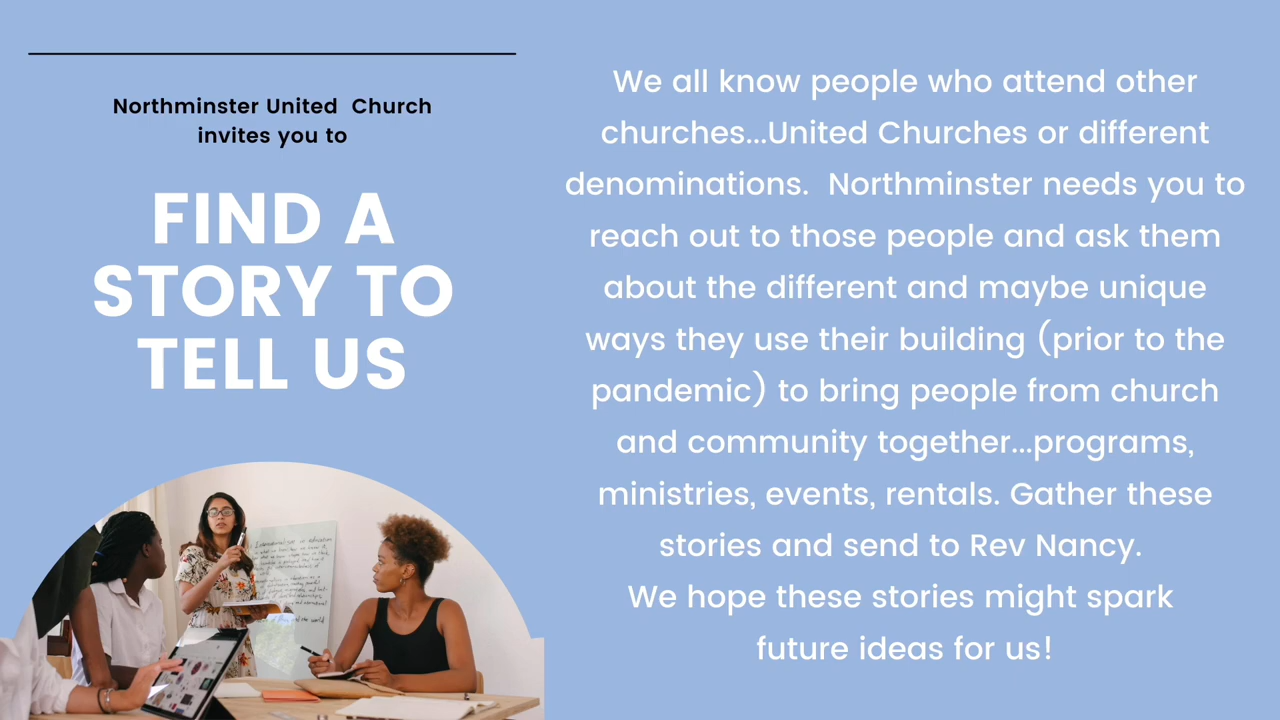 Northminster United  Church
invites you to
FIND A
STORY TO
TELL US
We all know people who attend other
churches...United Churches or different
denominations.  Northminster needs you to
reach out to those people and ask them
about the different and maybe unique
ways they use their building (prior to the
pandemic) to bring people from church
and community together...programs,
ministries, events, rentals. Gather these
stories and send to Rev Nancy.
We hope these stories might spark
future ideas for us!